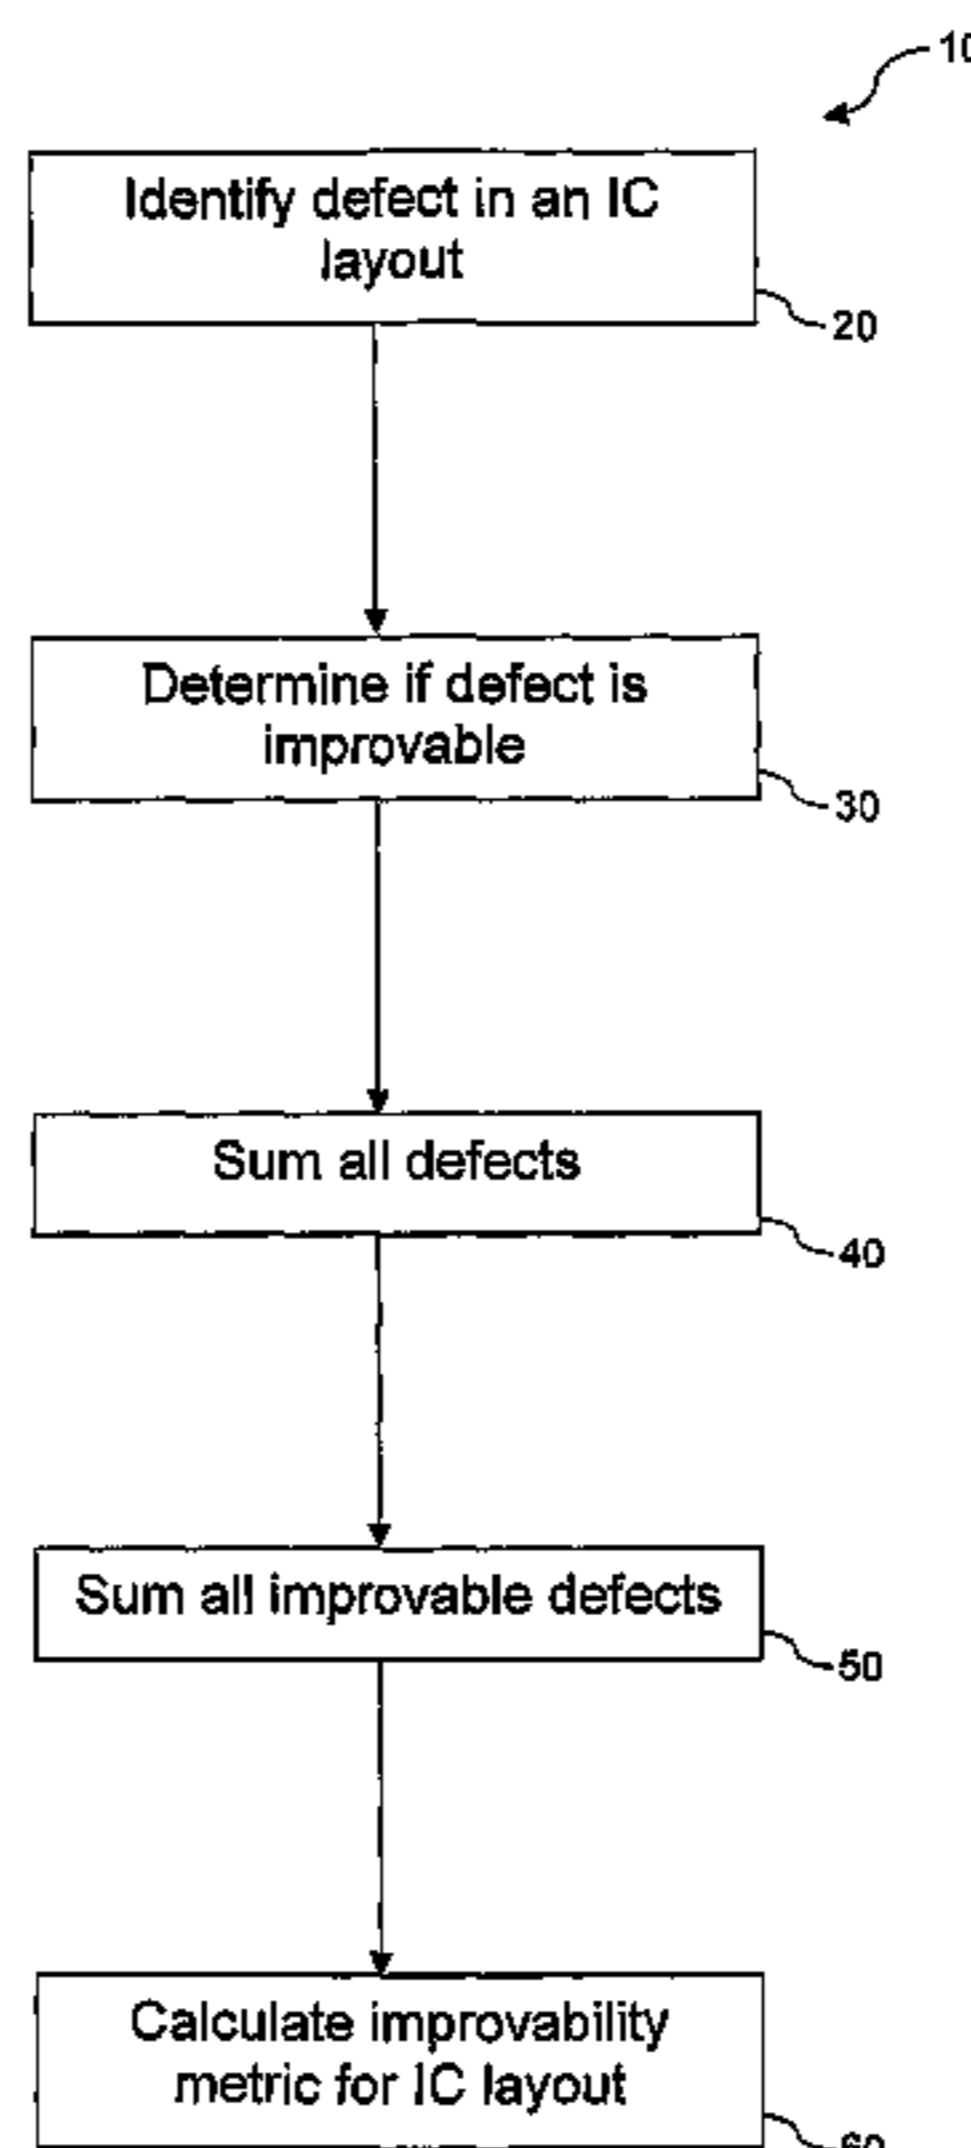 10
Identify defect in an IC
layout
20
Determine if defect is
improvable
30
Sum all defects
40
Sum all improvable defects
50
Calculate improvability
metric for IC layout
60